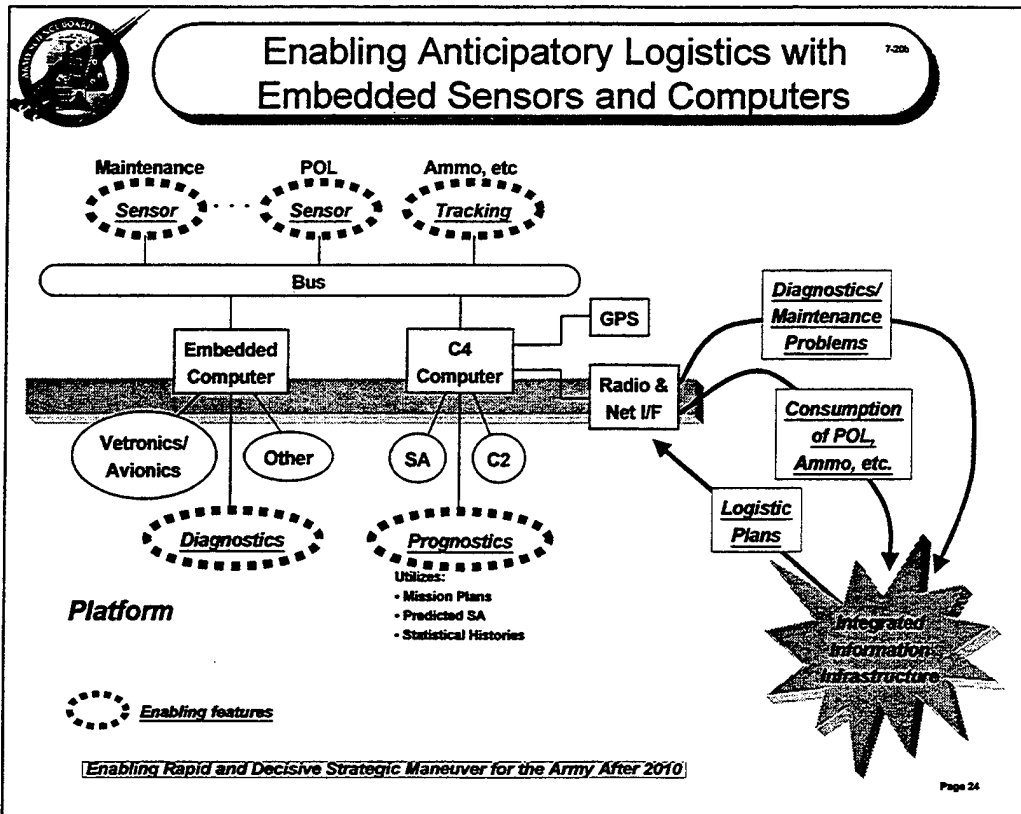 ARMY SCIENCE BOARD
Enabling Anticipatory Logistics with
Embedded Sensors and Computers
7-20b
Maintenance
POL
Ammo, etc
Sensor
Sensor
Tracking
Bus
Embedded
Computer
C4
Computer
GPS
Radio &
Net I/F
Diagnostics/
Maintenance
Problems
Consumption
of POL,
Ammo, etc.
Logistic
Plans
Vetronics/
Avionics
Other
SA
C2
Diagnostics
Prognostics
Utilizes:
• Mission Plans
• Predicted SA
• Statistical Histories
Platform
Integrated
Information
Infrastructure
Enabling features
Enabling Rapid and Decisive Strategic Maneuver for the Army After 2010
Page 24